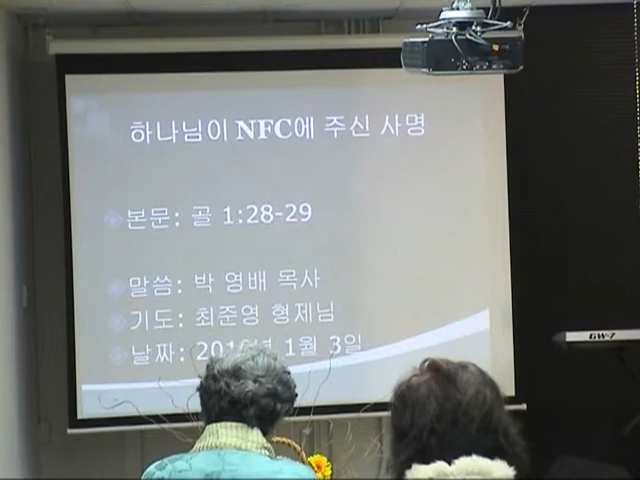 하나님이 NFC에 주신 사명
본문: 골 1:28-29
말씀: 박 영배 목사
기도: 최준영 형제님
날짜: 1월 3일
GW-7